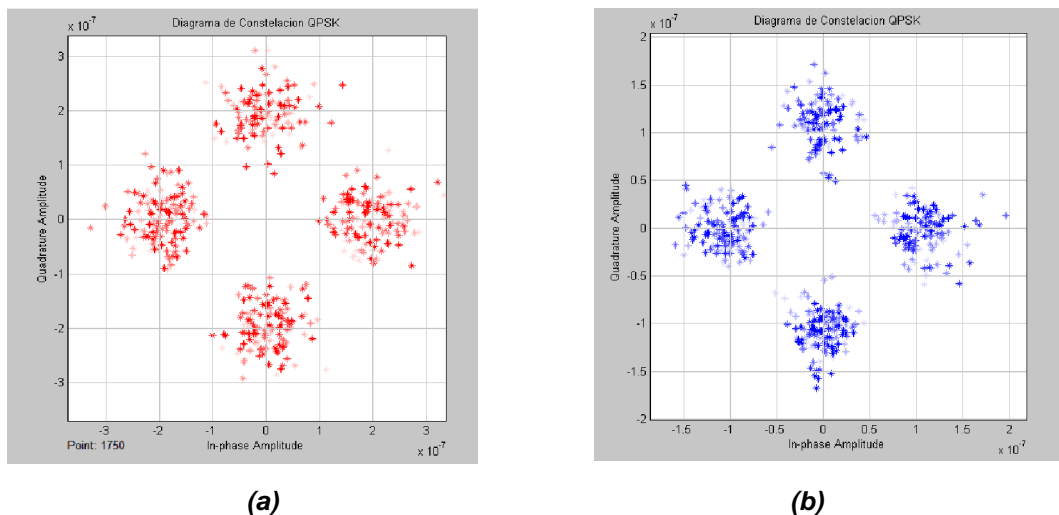 Diagrama de Constelacion QPSK
x 10⁻⁷
3
2
1
0
-1
-2
-3
Quadrature Amplitude
-3 -2 -1 0 1 2 3
Point: 1750
In-phase Amplitude
x 10⁻⁷
(a)
Diagrama de Constelacion QPSK
x 10⁻⁷
2
1.5
1
0.5
0
-0.5
-1
-1.5
-2
Quadrature Amplitude
-1.5 -1 -0.5 0 0.5 1 1.5 2
In-phase Amplitude
x 10⁻⁷
(b)